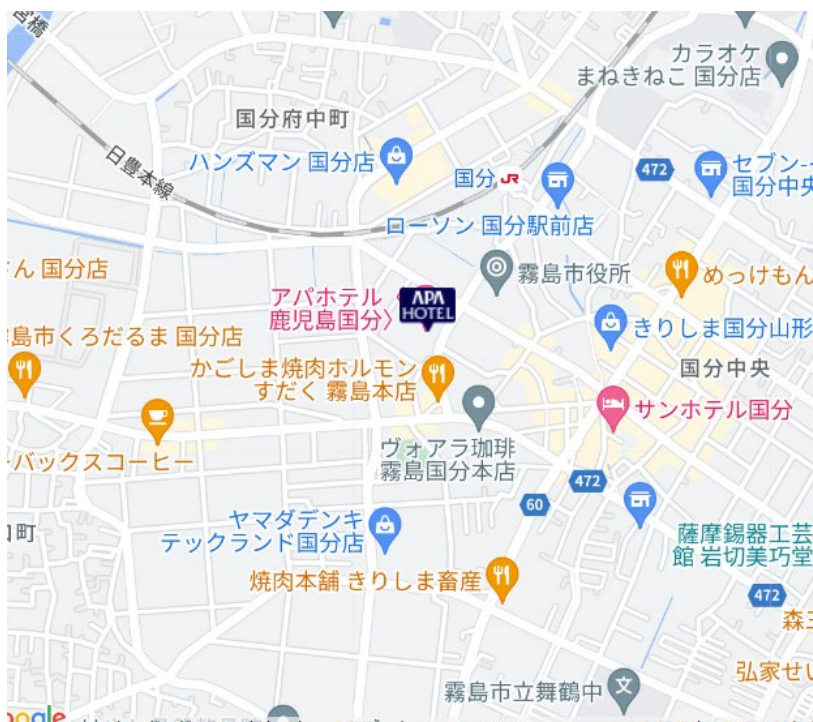 宮橋
カラオケ
まねきねこ 国分店
国分府中町
日豊本線
ハンズマン 国分店
国分 JR
472
セブン-イ
国分中央
ローソン 国分駅前店
さん 国分店
霧島市役所
めっけもん
アパホテル〈
鹿児島国分〉
APA
HOTEL
島市くろだるま 国分店
きりしま国分山形
かごしま焼肉ホルモン
すだく 霧島本店
国分中央
サンホテル国分
ーバックスコーヒー
ヴォアラ珈琲
霧島国分本店
472
60
ヤマダデンキ
テックランド国分店
町
薩摩錫器工芸
館 岩切美巧堂
焼肉本舗 きりしま畜産
472
森三
弘家せい
霧島市立舞鶴中
文
oogle